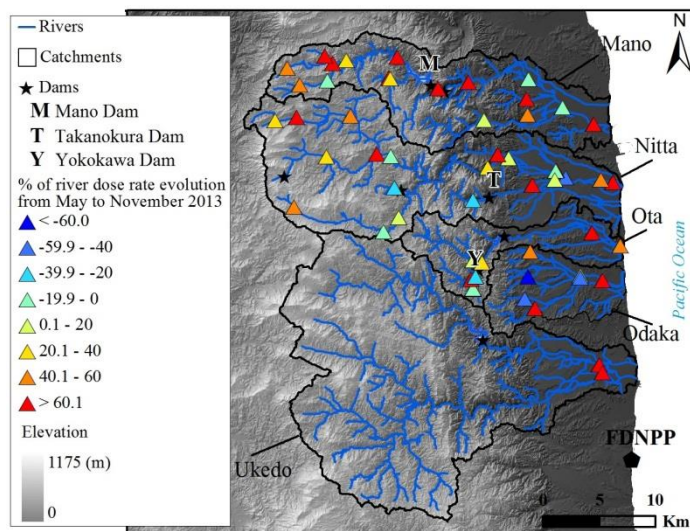 Rivers
Catchments
Dams
M Mano Dam
T Takanokura Dam
Y Yokokawa Dam
% of river dose rate evolution
from May to November 2013
< -60.0
-59.9 - -40
-39.9 - -20
-19.9 - 0
0.1 - 20
20.1 - 40
40.1 - 60
> 60.1
Elevation
1175 (m)
0
N
Mano
M
Nitta
T
Ota
Y
Pacific Ocean
Odaka
FDNPP
Ukedo
0 5 10
Km